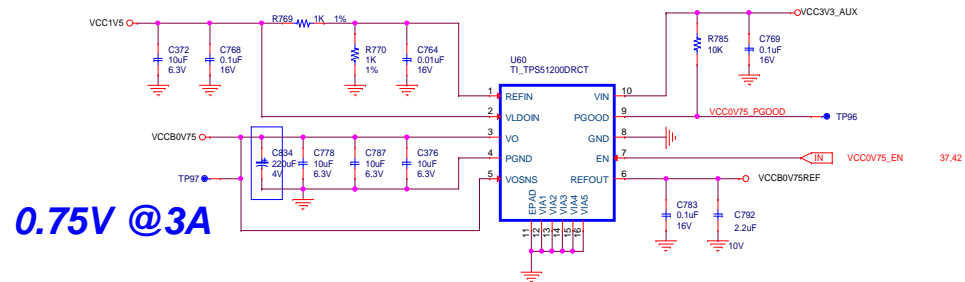 VCC1V5
R769 1K 1%
VCC3V3_AUX
C372
10uF
6.3V
C768
0.1uF
16V
R770
1K
1%
C764
0.01uF
16V
R785
10K
C769
0.1uF
16V
U60
TI_TPS51200DRCT
1 REFIN
VIN 10
2 VLDOIN
PGOOD 9
VCC0V75_PGOOD
TP96
VCCB0V75
3 VO
GND 8
4 PGND
EN 7
IN VCC0V75_EN 37,42
5 VOSNS
REFOUT 6
VCCB0V75REF
C834
220uF
4V
C778
10uF
6.3V
C787
10uF
6.3V
C376
10uF
6.3V
TP97
EPAD
VIA1
VIA2
VIA3
VIA4
VIA5
11
12
13
14
15
16
C783
0.1uF
16V
C792
2.2uF
10V
0.75V @3A